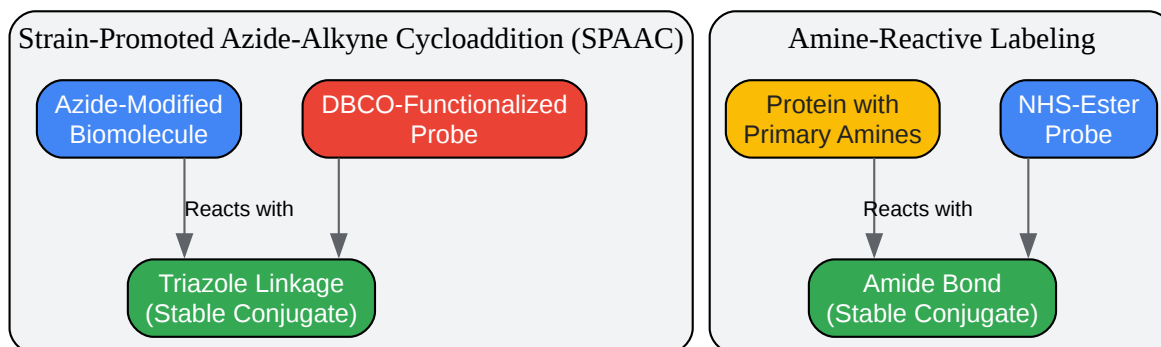 Strain-Promoted Azide-Alkyne Cycloaddition (SPAAC)
Azide-Modified
Biomolecule
DBCO-Functionalized
Probe
Reacts with
Triazole Linkage
(Stable Conjugate)
Amine-Reactive Labeling
Protein with
Primary Amines
NHS-Ester
Probe
Reacts with
Amide Bond
(Stable Conjugate)